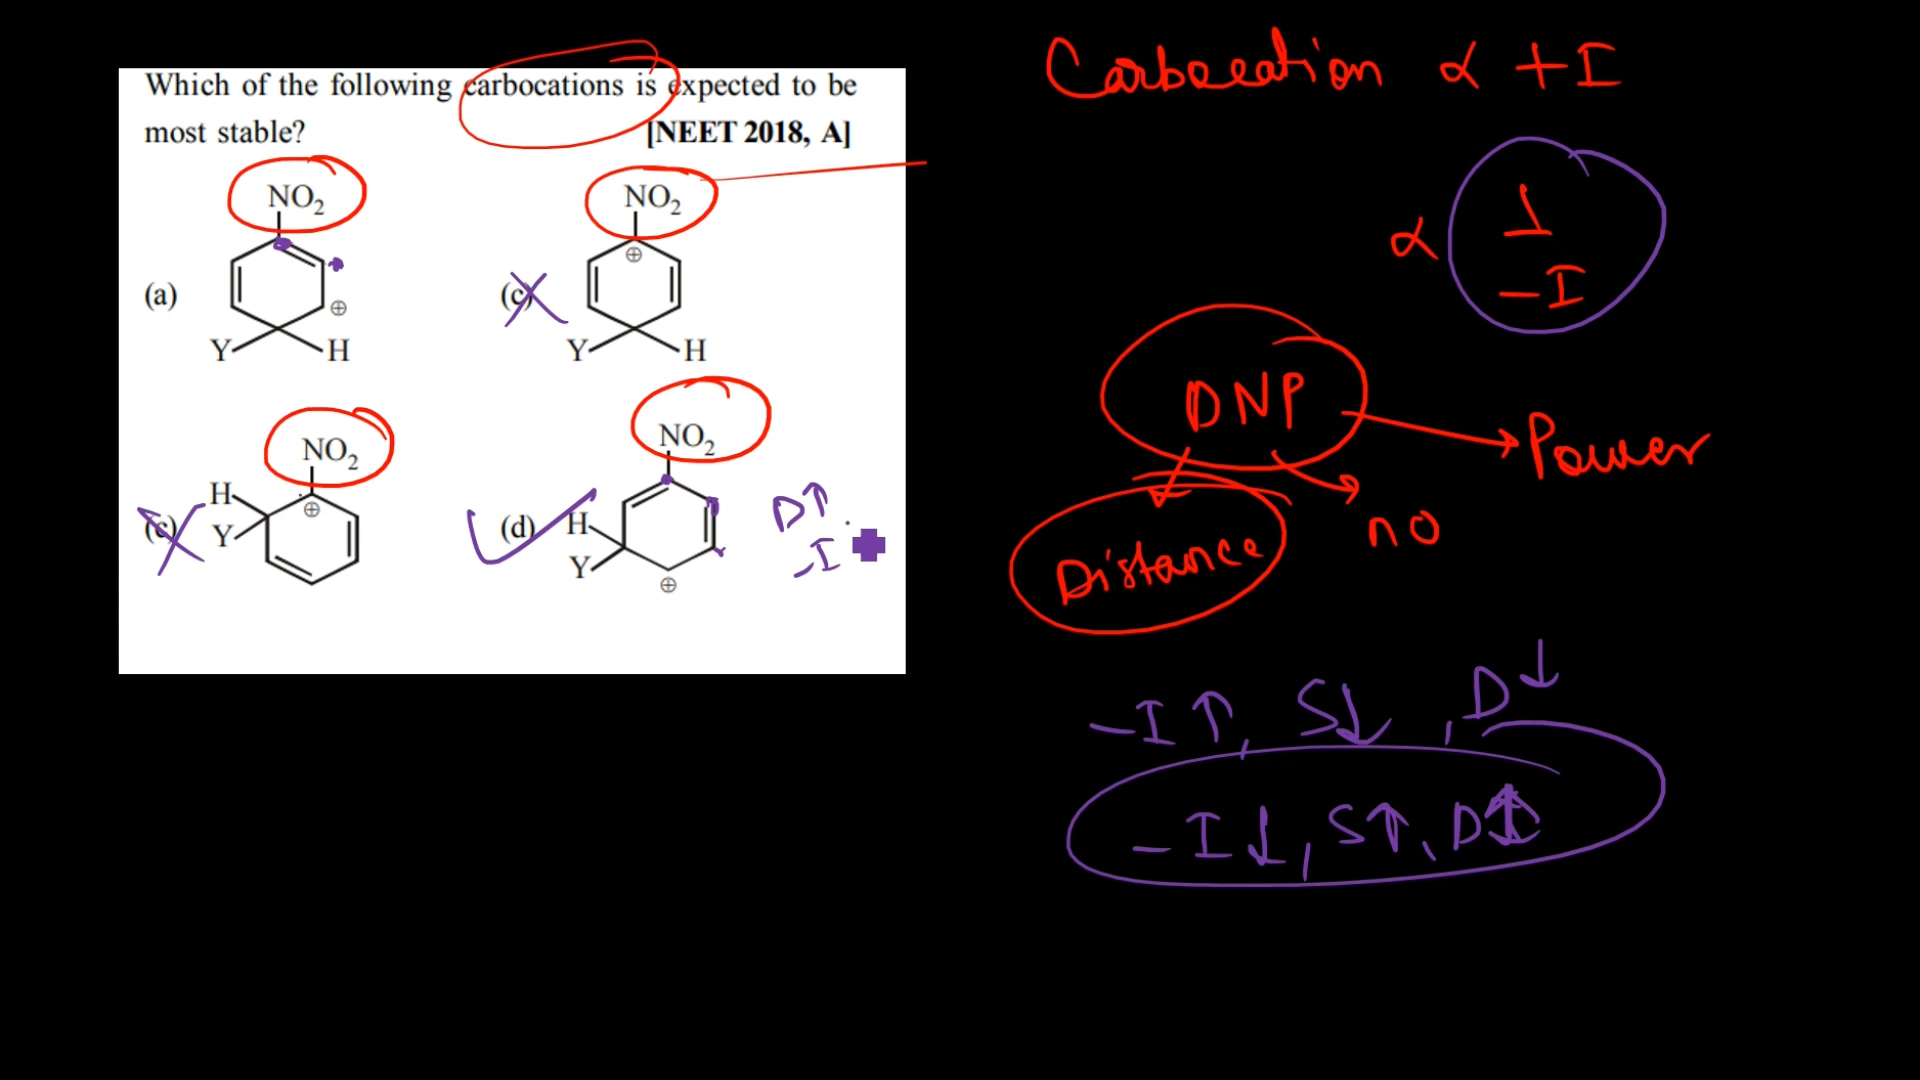 Which of the following carbocations is expected to be
most stable? [NEET 2018, A]
NO2
(a)
⊕
Y H
NO2
⊕
(c)
Y H
NO2
H
(c) Y
⊕
NO2
(d) H
Y
⊕
D↑
-I
Carbocation α +I
α 1
-I
DNP
Power
Distance
no
-I↑, S↓, D↓
-I↓, S↑, D↑